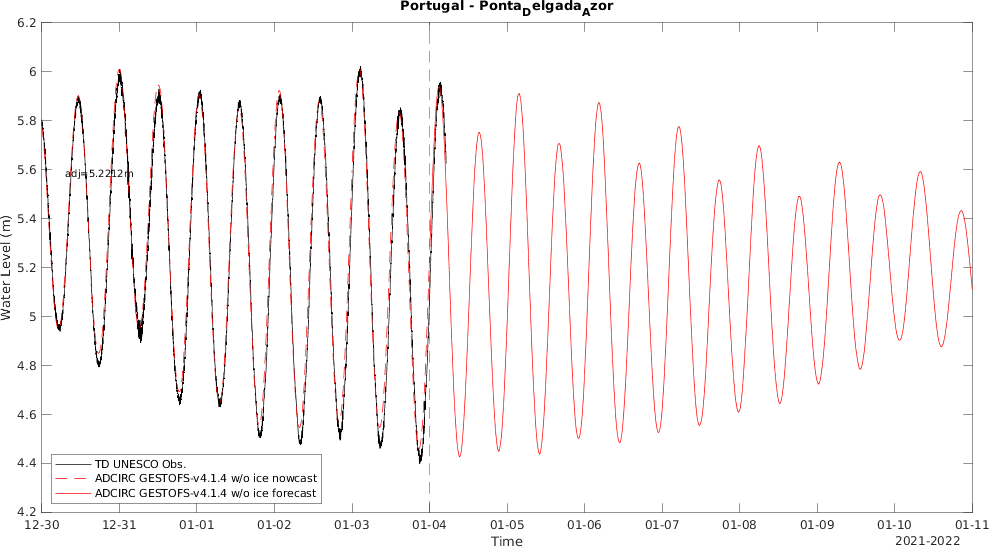 Portugal - PontaDelgadaAzor
6.2
6
5.8
5.6
5.4
5.2
5
4.8
4.6
4.4
4.2
Water Level (m)
adj=5.2212m
TD UNESCO Obs.
ADCIRC GESTOFS-v4.1.4 w/o ice nowcast
ADCIRC GESTOFS-v4.1.4 w/o ice forecast
12-30 12-31 01-01 01-02 01-03 01-04 01-05 01-06 01-07 01-08 01-09 01-10 01-11
Time
2021-2022